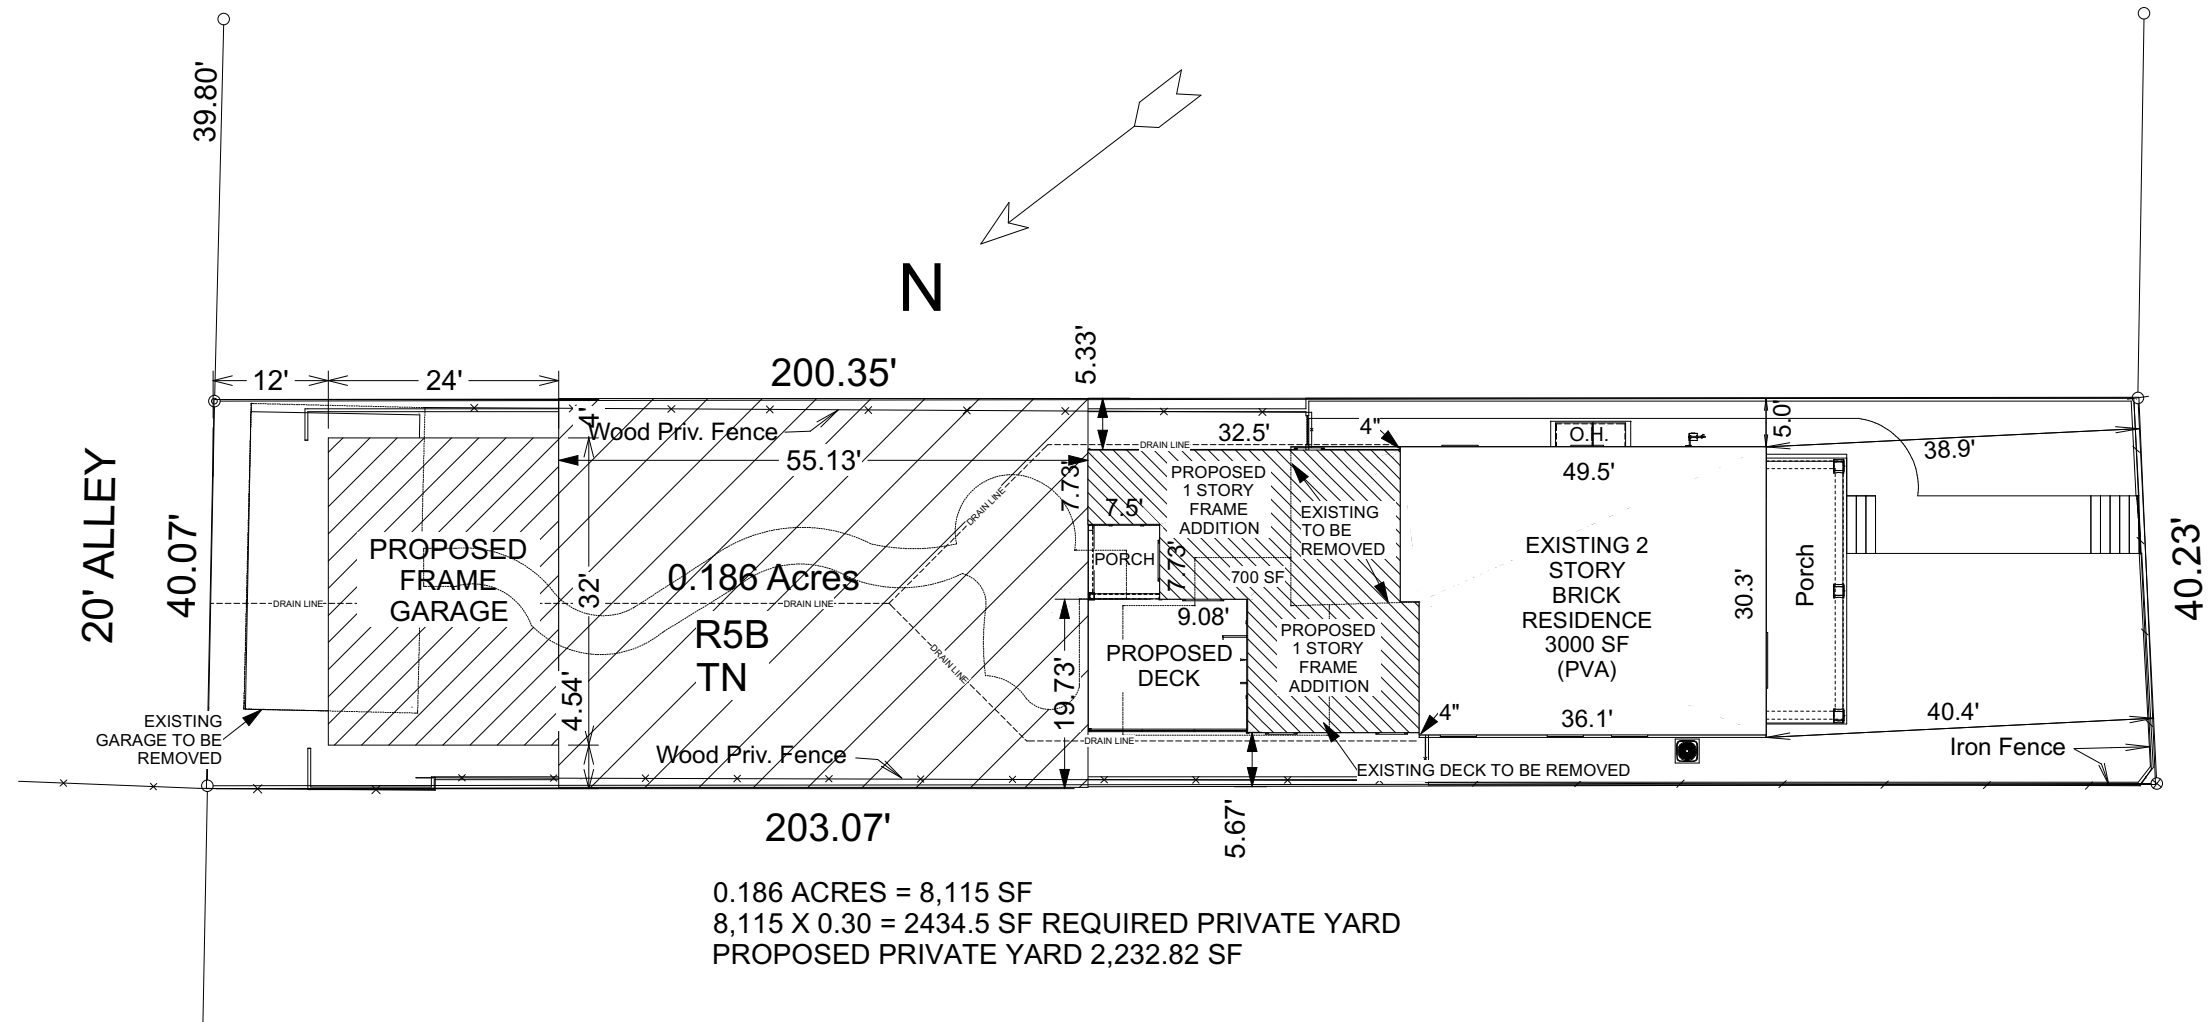 39.80'
N
200.35'
12'
24'
5.33'
4'
Wood Priv. Fence
55.13'
DRAIN LINE
32.5'
4"
O.H.
5.0'
38.9'
49.5'
7.73'
7.5'
PROPOSED
1 STORY
FRAME
ADDITION
EXISTING
TO BE
REMOVED
DRAIN LINE
20' ALLEY
40.07'
PROPOSED
FRAME
GARAGE
DRAIN LINE
32'
0.186 Acres
DRAIN LINE
R5B
TN
DRAIN LINE
PORCH
7.73'
700 SF
9.08'
PROPOSED
DECK
19.73'
PROPOSED
1 STORY
FRAME
ADDITION
EXISTING 2
STORY
BRICK
RESIDENCE
3000 SF
(PVA)
30.3'
Porch
40.23'
4.54'
EXISTING
GARAGE TO BE
REMOVED
Wood Priv. Fence
DRAIN LINE
4"
36.1'
40.4'
Iron Fence
EXISTING DECK TO BE REMOVED
5.67'
203.07'
0.186 ACRES = 8,115 SF
8,115 X 0.30 = 2434.5 SF REQUIRED PRIVATE YARD
PROPOSED PRIVATE YARD 2,232.82 SF